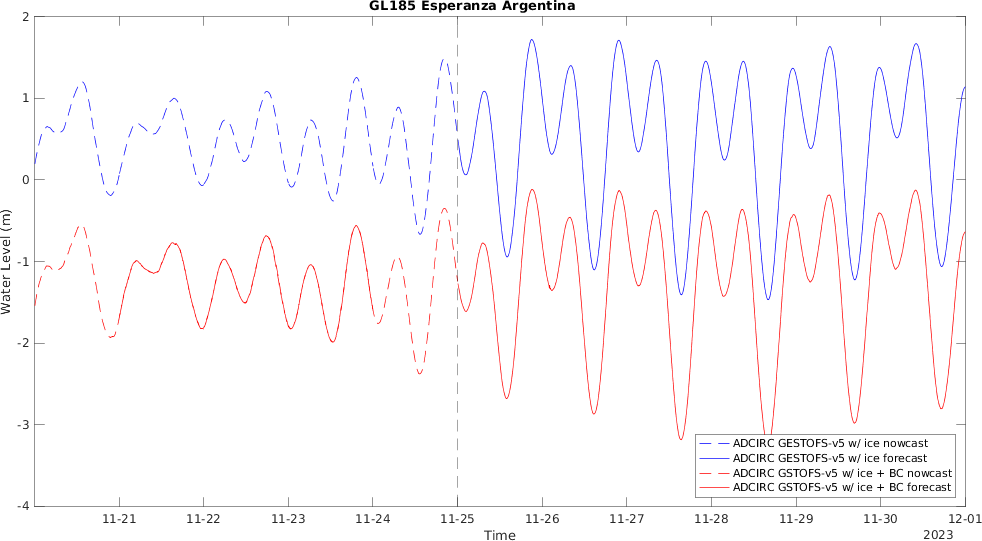 GL185 Esperanza Argentina
2
1
0
-1
-2
-3
-4
Water Level (m)
ADCIRC GESTOFS-v5 w/ ice nowcast
ADCIRC GESTOFS-v5 w/ ice forecast
ADCIRC GSTOFS-v5 w/ ice + BC nowcast
ADCIRC GSTOFS-v5 w/ ice + BC forecast
11-21 11-22 11-23 11-24 11-25 11-26 11-27 11-28 11-29 11-30 12-01
Time
2023